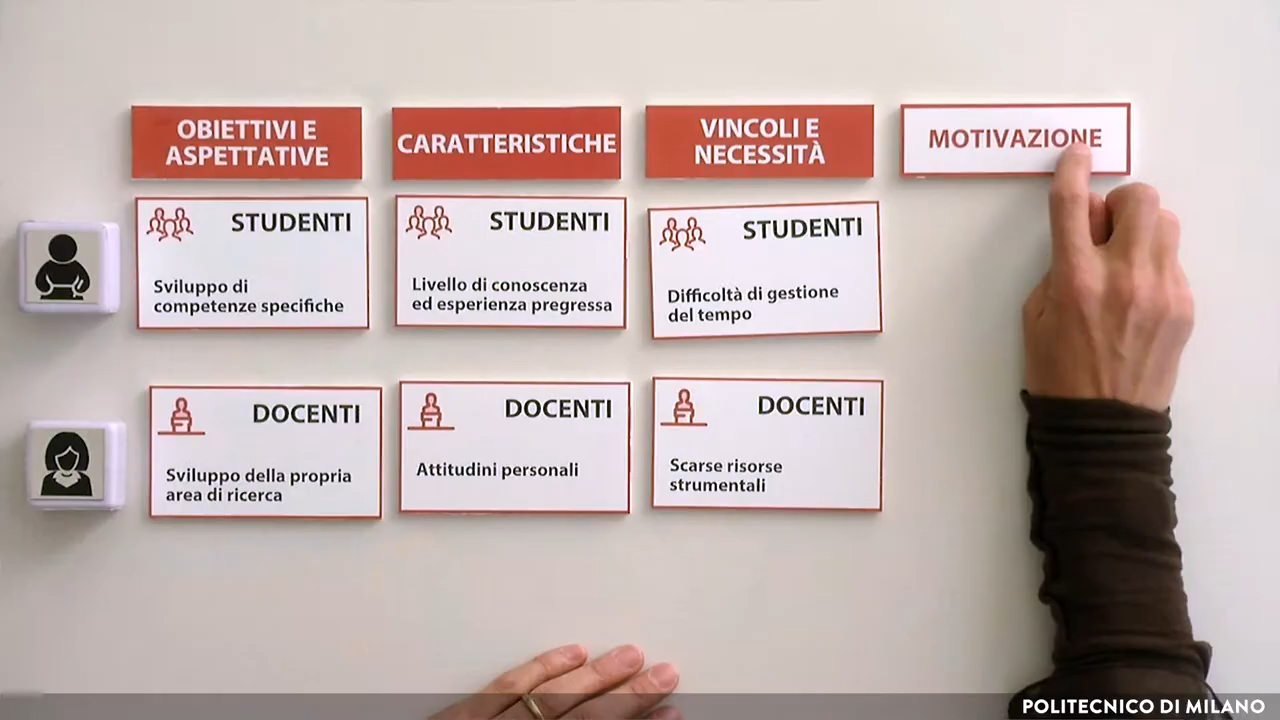 OBIETTIVI E
ASPETTATIVE
CARATTERISTICHE
VINCOLI E
NECESSITÀ
MOTIVAZIONE
STUDENTI
Sviluppo di
competenze specifiche
STUDENTI
Livello di conoscenza
ed esperienza pregressa
STUDENTI
Difficoltà di gestione
del tempo
DOCENTI
Sviluppo della propria
area di ricerca
DOCENTI
Attitudini personali
DOCENTI
Scarse risorse
strumentali
POLITECNICO DI MILANO